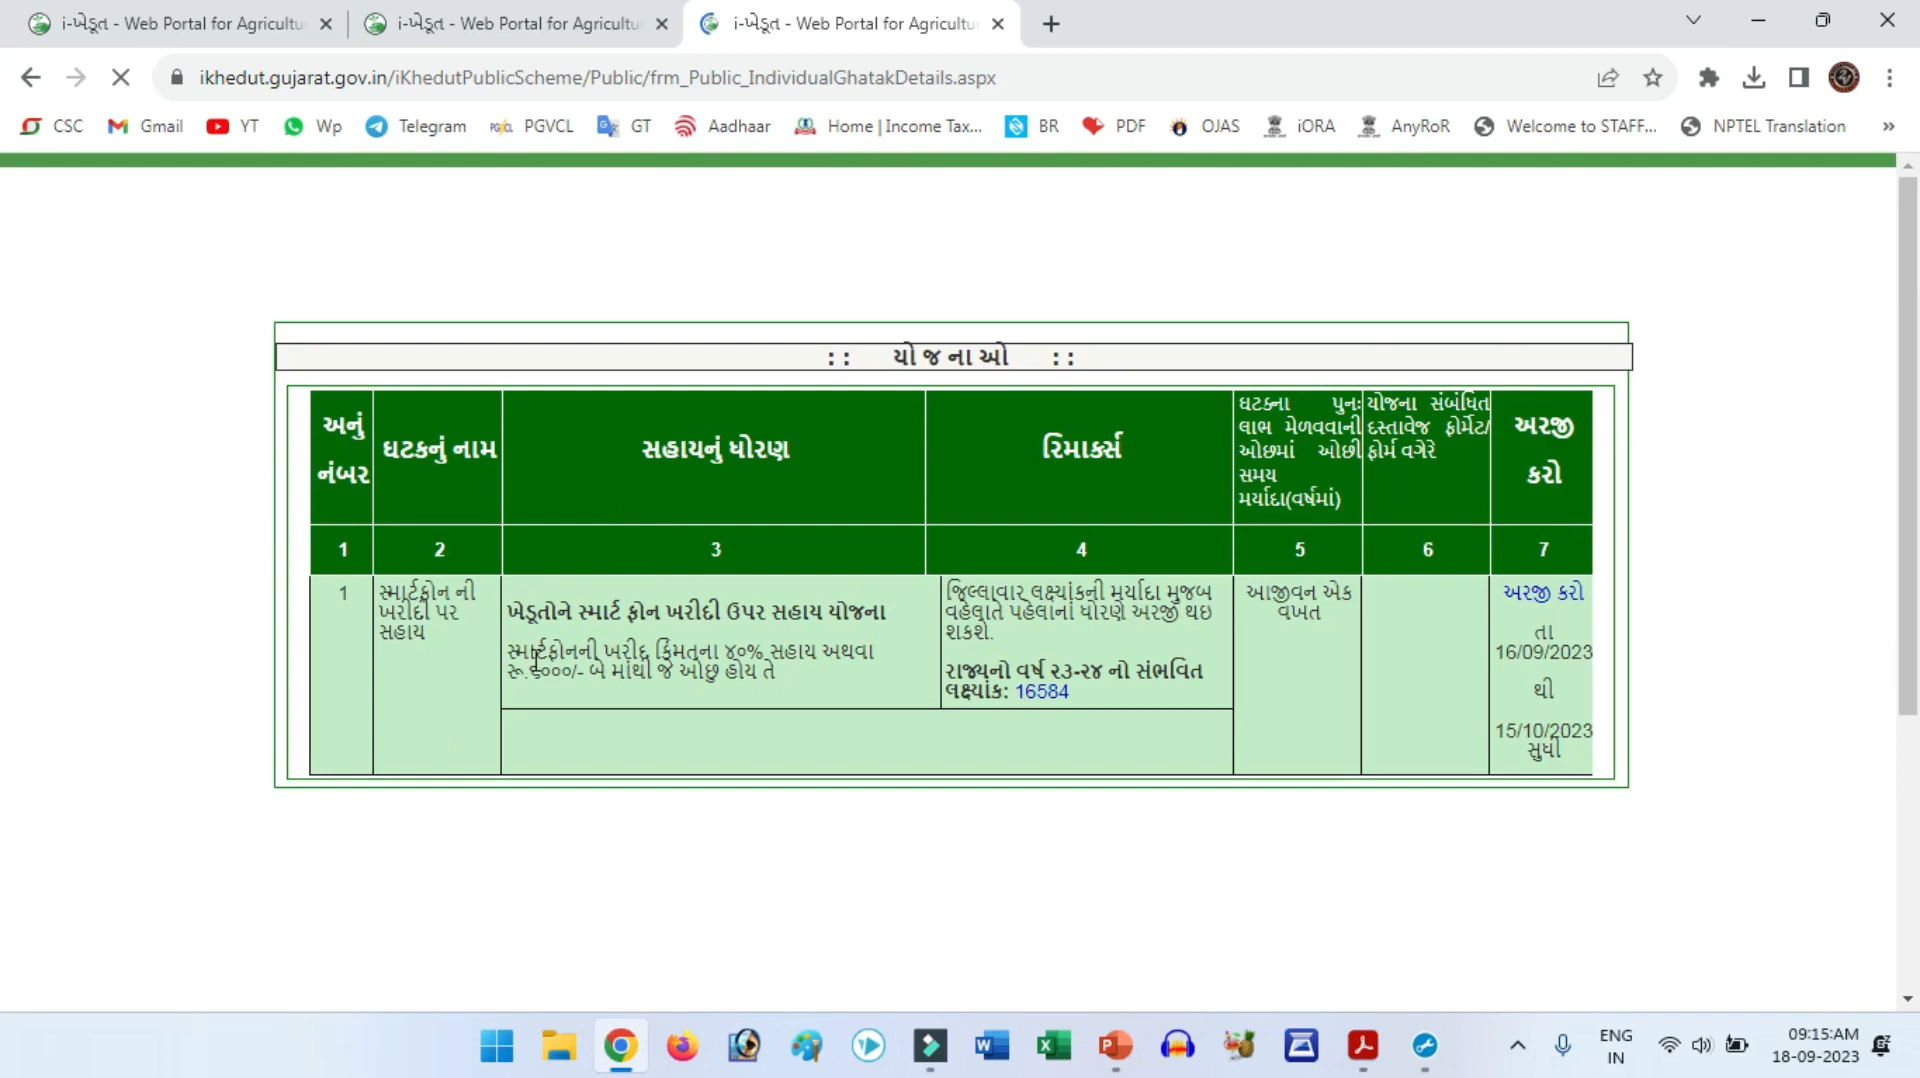 i-ખેડૂત - Web Portal for Agricultu
i-ખેડૂત - Web Portal for Agricultu
i-ખેડૂત - Web Portal for Agricultu
ikhedut.gujarat.gov.in/iKhedutPublicScheme/Public/frm_Public_IndividualGhatakDetails.aspx
CSC Gmail YT Wp Telegram PGVCL GT Aadhaar Home | Income Tax... BR PDF OJAS iORA AnyRoR Welcome to STAFF... NPTEL Translation »
: : યો જ ના ઓ : :
અનું
નંબર
ઘટકનું નામ
સહાયનું ધોરણ
રિમાર્ક્સ
ઘટકના પુનઃ
લાભ મેળવવાની
ઓછમાં ઓછી
સમય
મર્યાદા(વર્ષમાં)
યોજના સંબંધિત
દસ્તાવેજ ફોર્મેટ/
ફોર્મ વગેરે
અરજી
કરો
1 2 3 4 5 6 7
1
સ્માર્ટફોન ની
ખરીદી પર
સહાય
ખેડૂતોને સ્માર્ટ ફોન ખરીદી ઉપર સહાય યોજના
સ્માર્ટફોનની ખરીદ કિંમતના ૪૦% સહાય અથવા
રૂ.૬૦૦૦/- બે માંથી જે ઓછુ હોય તે
જિલ્લાવાર લક્ષ્યાંકની મર્યાદા મુજબ
વહેલાતે પહેલાનાં ધોરણે અરજી થઇ
શકશે.
રાજ્યનો વર્ષ ૨૩-૨૪ નો સંભવિત
લક્ષ્યાંક: 16584
આજીવન એક
વખત
અરજી કરો
તા
16/09/2023
થી
15/10/2023
સુધી
ENG
IN
09:15:AM
18-09-2023